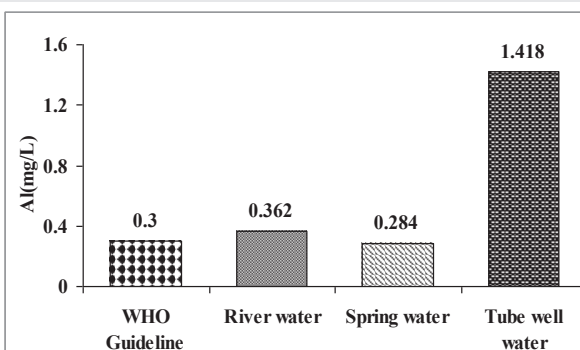 1.6
1.2
0.8
0.4
0
Al(mg/L)
0.3
0.362
0.284
1.418
WHO Guideline
River water
Spring water
Tube well water